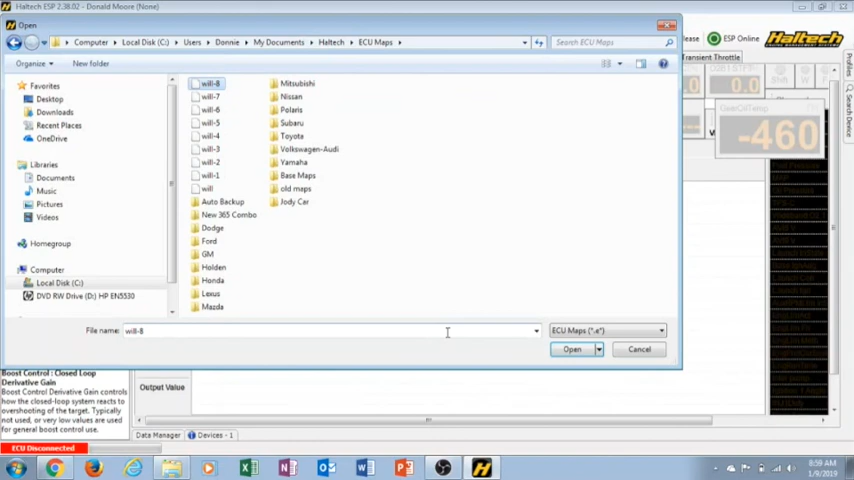 Haltech ESP 2.38.02 - Donald Moore (None)
Open
Computer ▸ Local Disk (C:) ▸ Users ▸ Donnie ▸ My Documents ▸ Haltech ▸ ECU Maps ▸
Search ECU Maps
ESP Online
Haltech
ENGINE MANAGEMENT SYSTEMS
Organize
New folder
Transient Throttle
Favorites
Desktop
Downloads
Recent Places
OneDrive
Libraries
Documents
Music
Pictures
Videos
Homegroup
Computer
Local Disk (C:)
DVD RW Drive (D:) HP EN5530
will-8
will-7
will-6
will-5
will-4
will-3
will-2
will-1
will
Auto Backup
New 365 Combo
Dodge
Ford
GM
Holden
Honda
Lexus
Mazda
Mitsubishi
Nissan
Polaris
Subaru
Toyota
Volkswagen-Audi
Yamaha
Base Maps
old maps
Jody Car
0.0
-460
Profiles
Search Device
File name:
will-8
ECU Maps (*.e*)
Open
Cancel
Boost Control : Closed Loop
Derivative Gain
Boost Control Derivative Gain controls
how the closed-loop system reacts to
overshooting of the target. Typically
not used, or very low values are used
for general boost control use.
Output Value
Data Manager
Devices - 1
ECU Disconnected
8:59 AM
1/9/2019